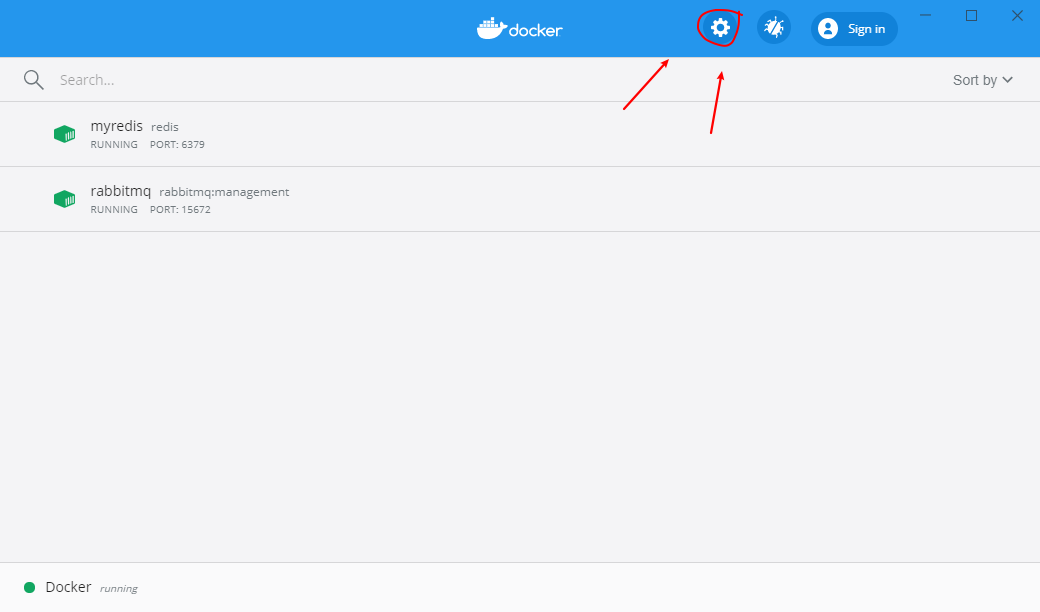 docker
Sign in
Search...
Sort by
myredis redis
RUNNING PORT: 6379
rabbitmq rabbitmq:management
RUNNING PORT: 15672
Docker running